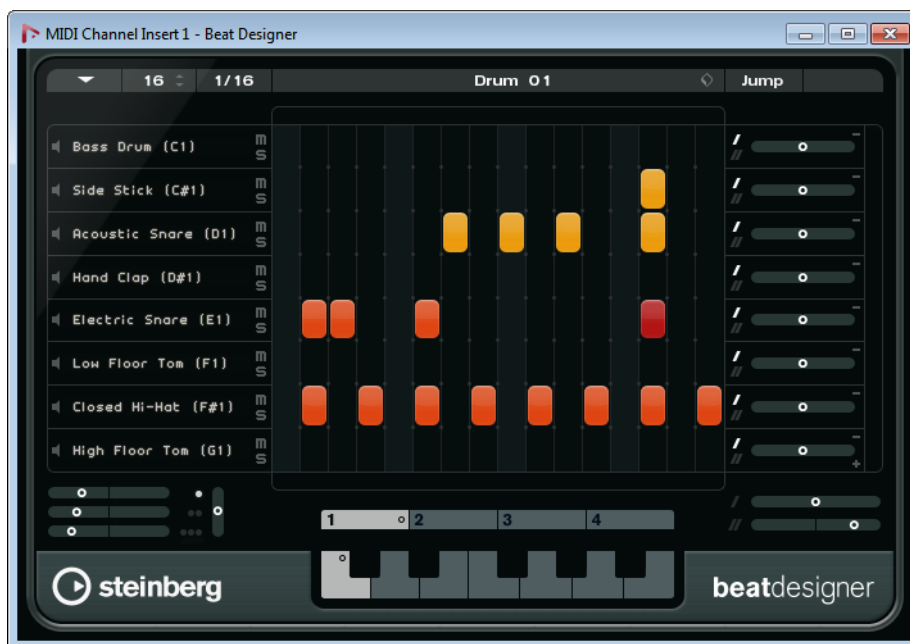 MIDI Channel Insert 1 - Beat Designer
16 1/16 Drum 01 Jump
Bass Drum (C1) m S
Side Stick (C#1) m S
Acoustic Snare (D1) m S
Hand Clap (D#1) m S
Electric Snare (E1) m S
Low Floor Tom (F1) m S
Closed Hi-Hat (F#1) m S
High Floor Tom (G1) m S
1 2 3 4
steinberg beatdesigner